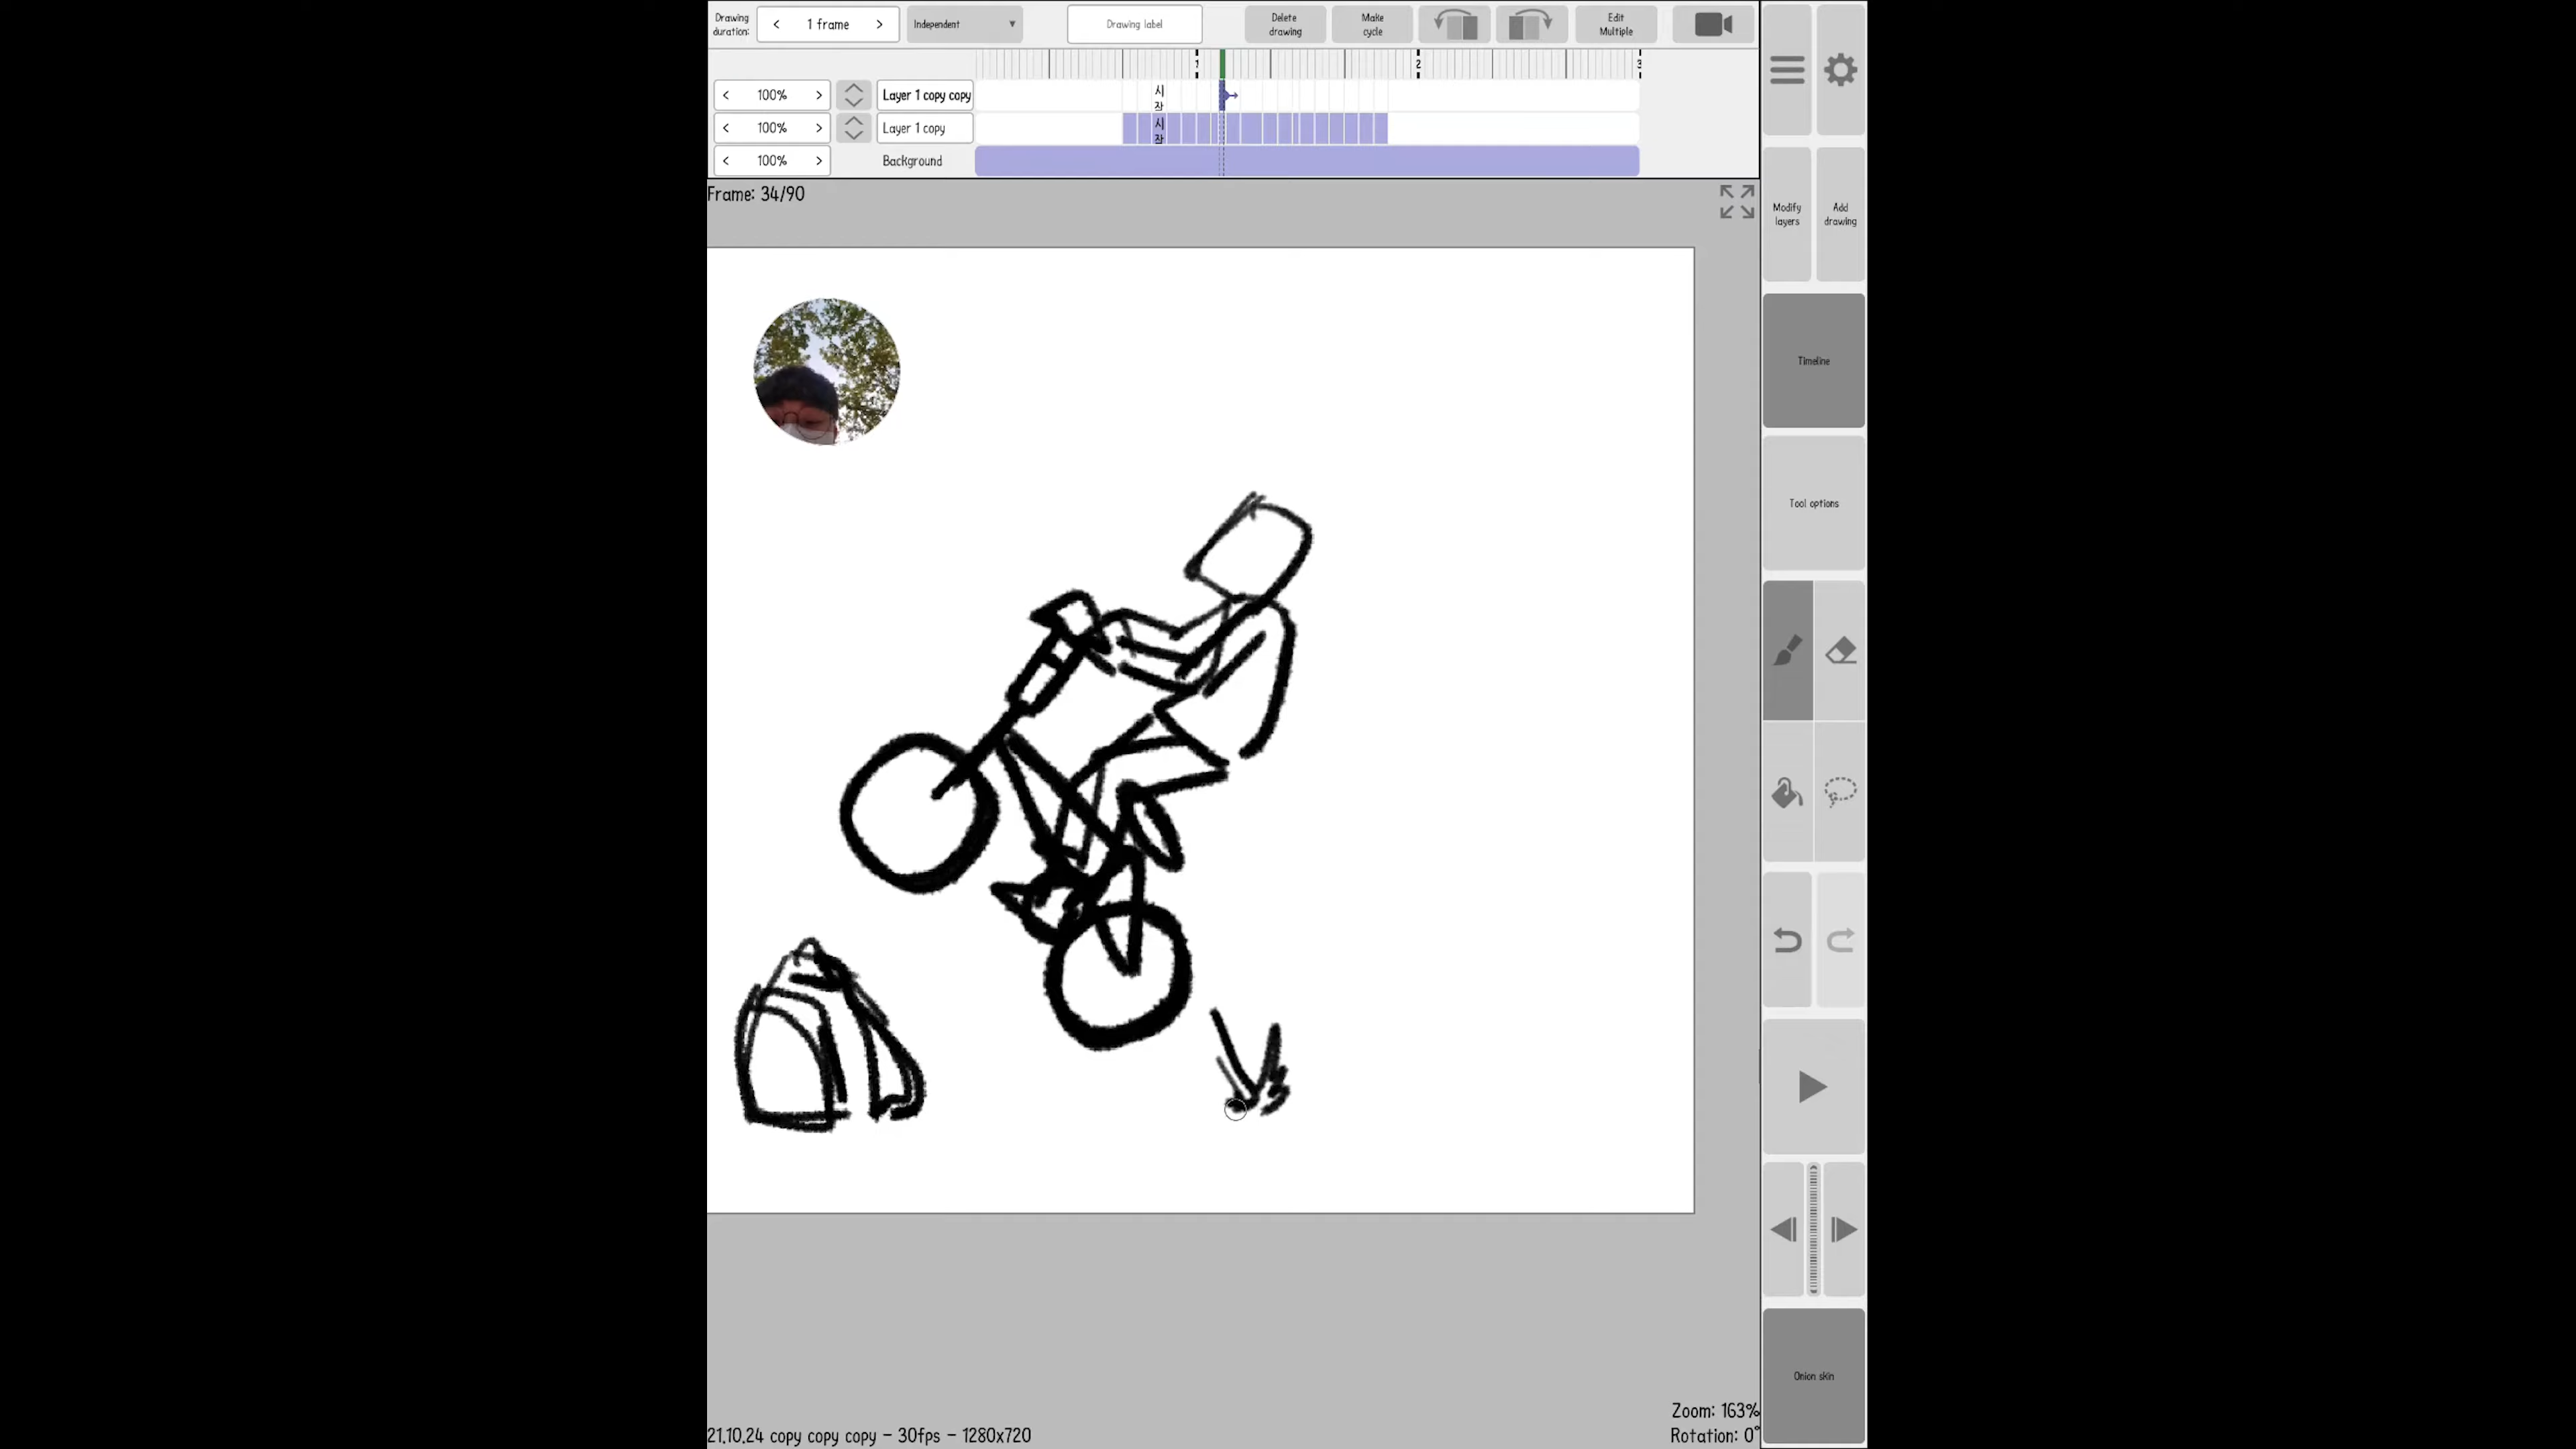 Drawing
duration:
1 frame
Independent
Drawing label
Delete
drawing
Make
cycle
Edit
Multiple
1
2
3
100%
Layer 1 copy copy
시
작
100%
Layer 1 copy
시
작
100%
Background
Frame: 34/90
Modify
layers
Add
drawing
Timeline
Tool options
Onion skin
Zoom: 163%
21.10.24 copy copy copy - 30fps - 1280x720
Rotation: 0°